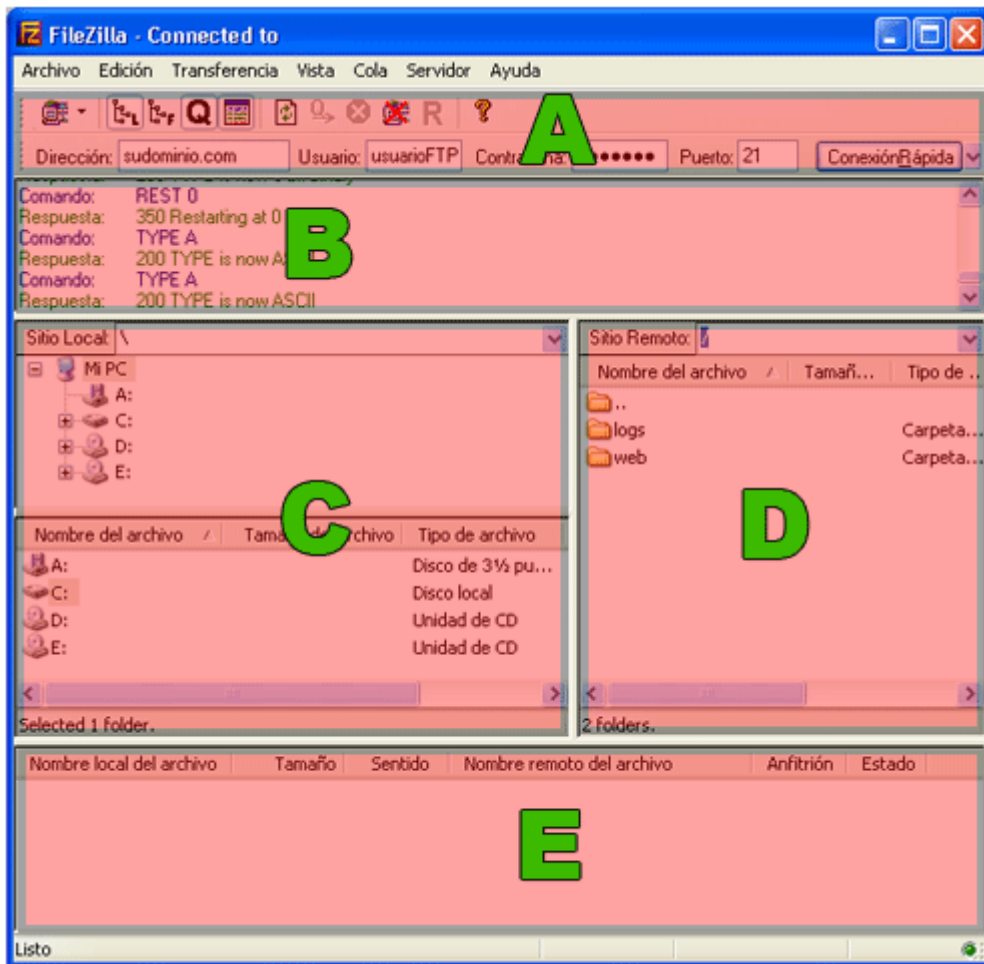 FileZilla - Connected to
Archivo Edición Transferencia Vista Cola Servidor Ayuda
A
Dirección: sudominio.com Usuario: usuarioFTP Puerto: 21 ConexiónRápida
B
Comando: REST 0
Respuesta: 350 Restarting at 0
Comando: TYPE A
Respuesta: 200 TYPE is now
Comando: TYPE A
Respuesta: 200 TYPE is now ASCII
Sitio Local: \
Mi PC
A:
C:
D:
E:
C
Nombre del archivo Tipo de archivo
A: Disco de 3½ pu...
C: Disco local
D: Unidad de CD
E: Unidad de CD
Selected 1 folder.
Sitio Remoto: /
Nombre del archivo Tamañ... Tipo de ..
..
logs Carpeta...
web Carpeta...
D
2 folders.
Nombre local del archivo Tamaño Sentido Nombre remoto del archivo Anfitrión Estado
E
Listo